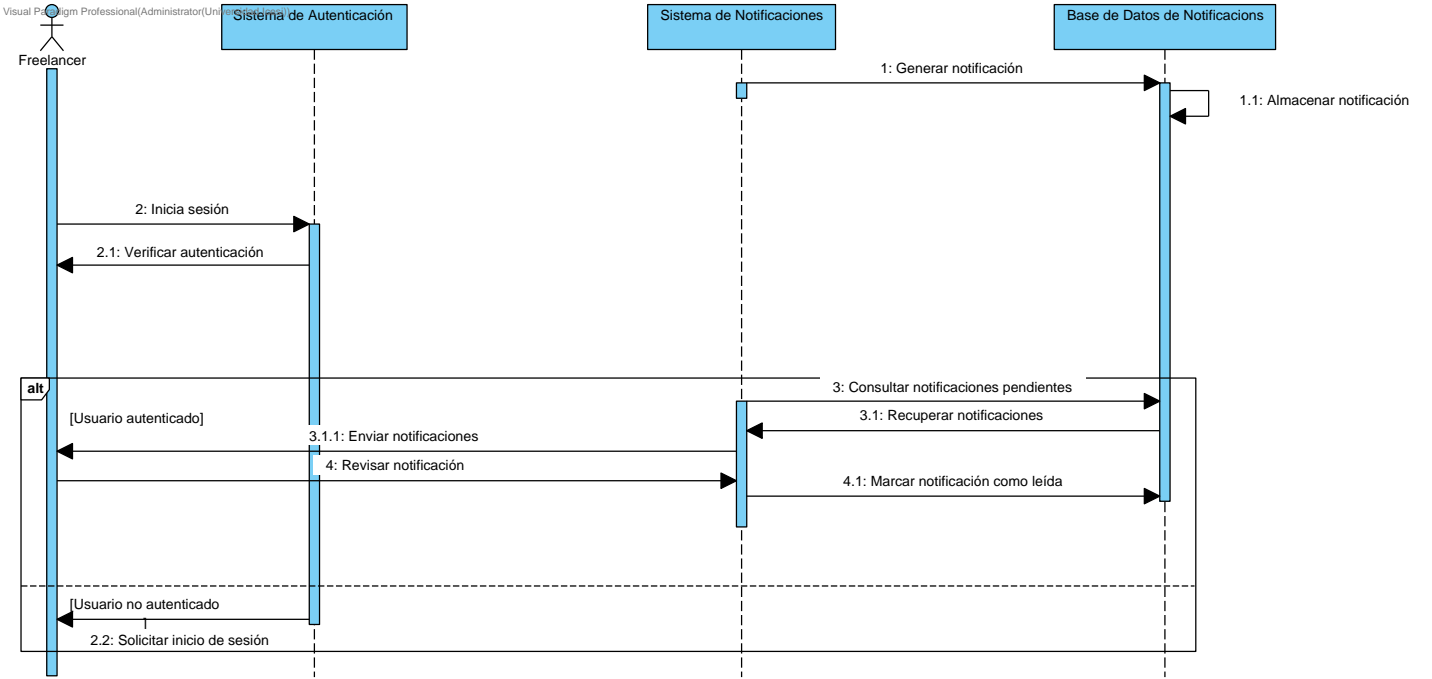 Visual Paradigm Professional(Administrator(Universidad Icesi))
Sistema de Autenticación
Sistema de Notificaciones
Base de Datos de Notificacions
Freelancer
1: Generar notificación
1.1: Almacenar notificación
2: Inicia sesión
2.1: Verificar autenticación
alt
3: Consultar notificaciones pendientes
[Usuario autenticado]
3.1: Recuperar notificaciones
3.1.1: Enviar notificaciones
4: Revisar notificación
4.1: Marcar notificación como leída
[Usuario no autenticado
]
2.2: Solicitar inicio de sesión